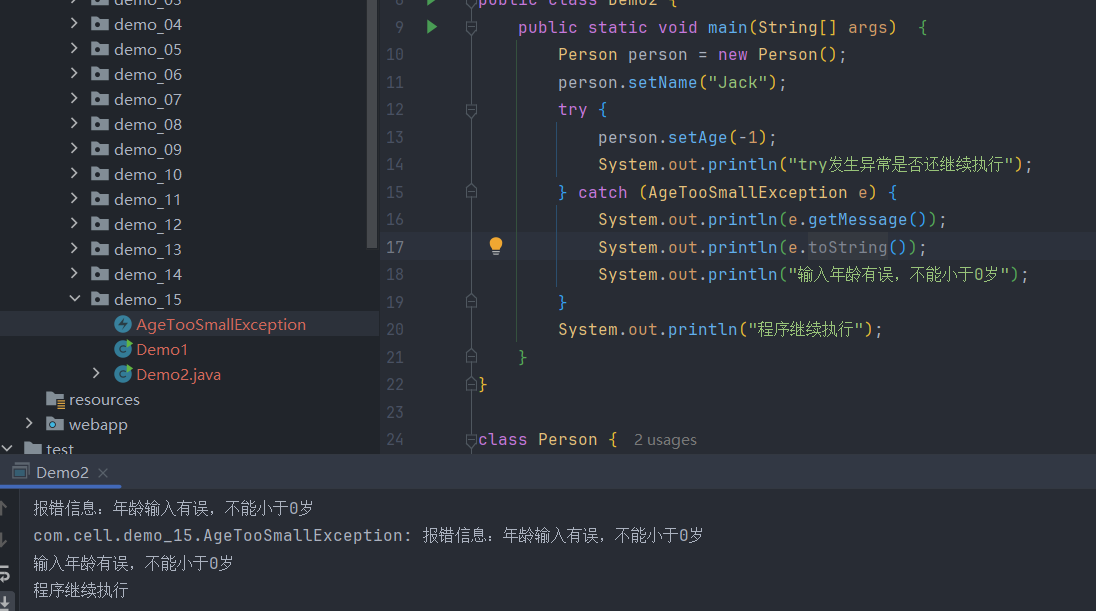 demo_03
demo_04
demo_05
demo_06
demo_07
demo_08
demo_09
demo_10
demo_11
demo_12
demo_13
demo_14
demo_15
AgeTooSmallException
Demo1
Demo2.java
resources
webapp
test
8 public class Demo2 {
9 public static void main(String[] args) {
10 Person person = new Person();
11 person.setName("Jack");
12 try {
13 person.setAge(-1);
14 System.out.println("try发生异常是否还继续执行");
15 } catch (AgeTooSmallException e) {
16 System.out.println(e.getMessage());
17 System.out.println(e.toString());
18 System.out.println("输入年龄有误，不能小于0岁");
19 }
20 System.out.println("程序继续执行");
21 }
22 }
23
24 class Person { 2 usages
Demo2
报错信息：年龄输入有误，不能小于0岁
com.cell.demo_15.AgeTooSmallException: 报错信息：年龄输入有误，不能小于0岁
输入年龄有误，不能小于0岁
程序继续执行